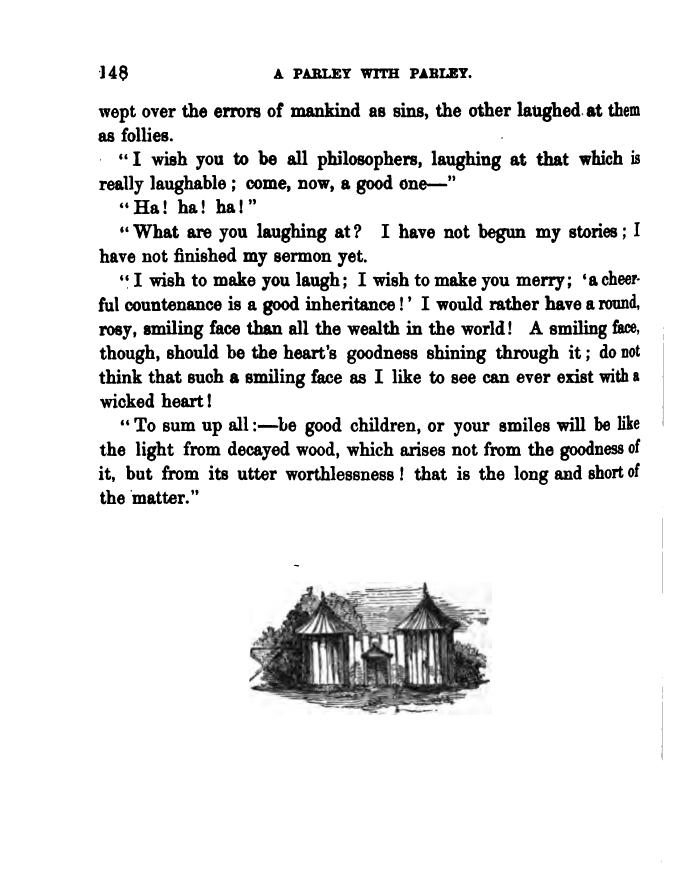 148 A PARLEY WITH PARLEY.
wept over the errors of mankind as sins, the other laughed at them
as follies.
“I wish you to be all philosophers, laughing at that which is
really laughable; come, now, a good one—”
“Ha! ha! ha!”
“What are you laughing at? I have not begun my stories; I
have not finished my sermon yet.
“I wish to make you laugh; I wish to make you merry; ‘a cheer-
ful countenance is a good inheritance!’ I would rather have a round,
rosy, smiling face than all the wealth in the world! A smiling face,
though, should be the heart’s goodness shining through it; do not
think that such a smiling face as I like to see can ever exist with a
wicked heart!
“To sum up all:—be good children, or your smiles will be like
the light from decayed wood, which arises not from the goodness of
it, but from its utter worthlessness! that is the long and short of
the matter.”